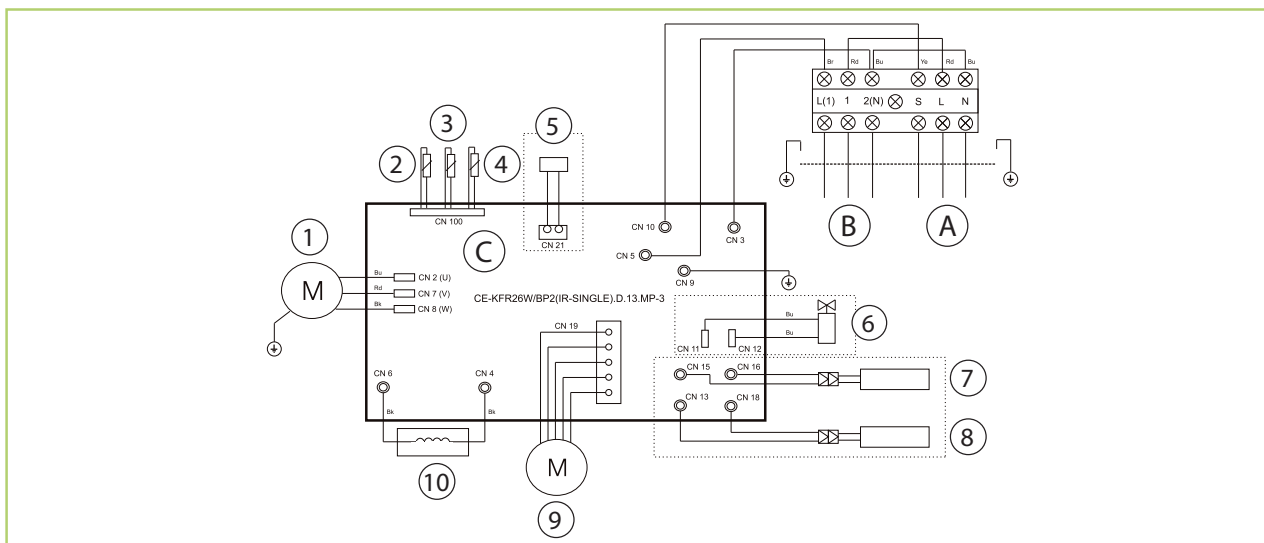 Br Rd Bu Ye Rd Bu
L(1) 1 2(N) S L N
3
5
2
4
CN 100
B
A
CN 10
CN 3
1
C
CN 21
CN 5
Bu
CN 2 (U)
CN 9
M
Rd
CN 7 (V)
CE-KFR26W/BP2(IR-SINGLE).D.13.MP-3
Bk
CN 8 (W)
Bu
6
CN 19
Bu
CN 11
CN 12
CN 6
CN 4
CN 15
CN 16
7
CN 13
CN 18
Bk
Bk
8
M
10
9